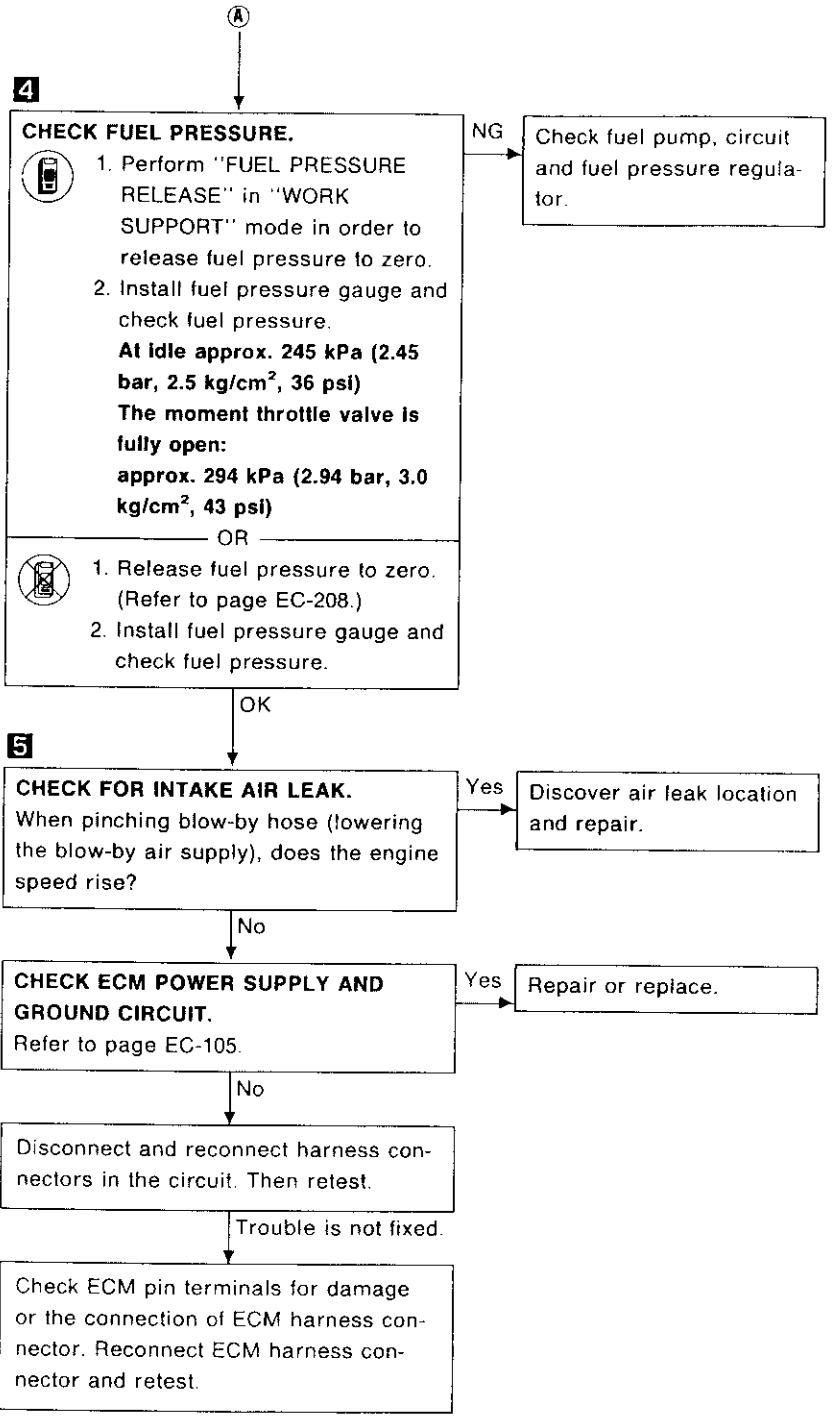 A
4
CHECK FUEL PRESSURE.
1. Perform "FUEL PRESSURE
RELEASE" in "WORK
SUPPORT" mode in order to
release fuel pressure to zero.
2. Install fuel pressure gauge and
check fuel pressure.
At idle approx. 245 kPa (2.45
bar, 2.5 kg/cm², 36 psi)
The moment throttle valve is
fully open:
approx. 294 kPa (2.94 bar, 3.0
kg/cm², 43 psi)
OR
1. Release fuel pressure to zero.
(Refer to page EC-208.)
2. Install fuel pressure gauge and
check fuel pressure.
NG
Check fuel pump, circuit
and fuel pressure regula-
tor.
OK
5
CHECK FOR INTAKE AIR LEAK.
When pinching blow-by hose (lowering
the blow-by air supply), does the engine
speed rise?
Yes
Discover air leak location
and repair.
No
CHECK ECM POWER SUPPLY AND
GROUND CIRCUIT.
Refer to page EC-105.
Yes
Repair or replace.
No
Disconnect and reconnect harness con-
nectors in the circuit. Then retest.
Trouble is not fixed.
Check ECM pin terminals for damage
or the connection of ECM harness con-
nector. Reconnect ECM harness con-
nector and retest.